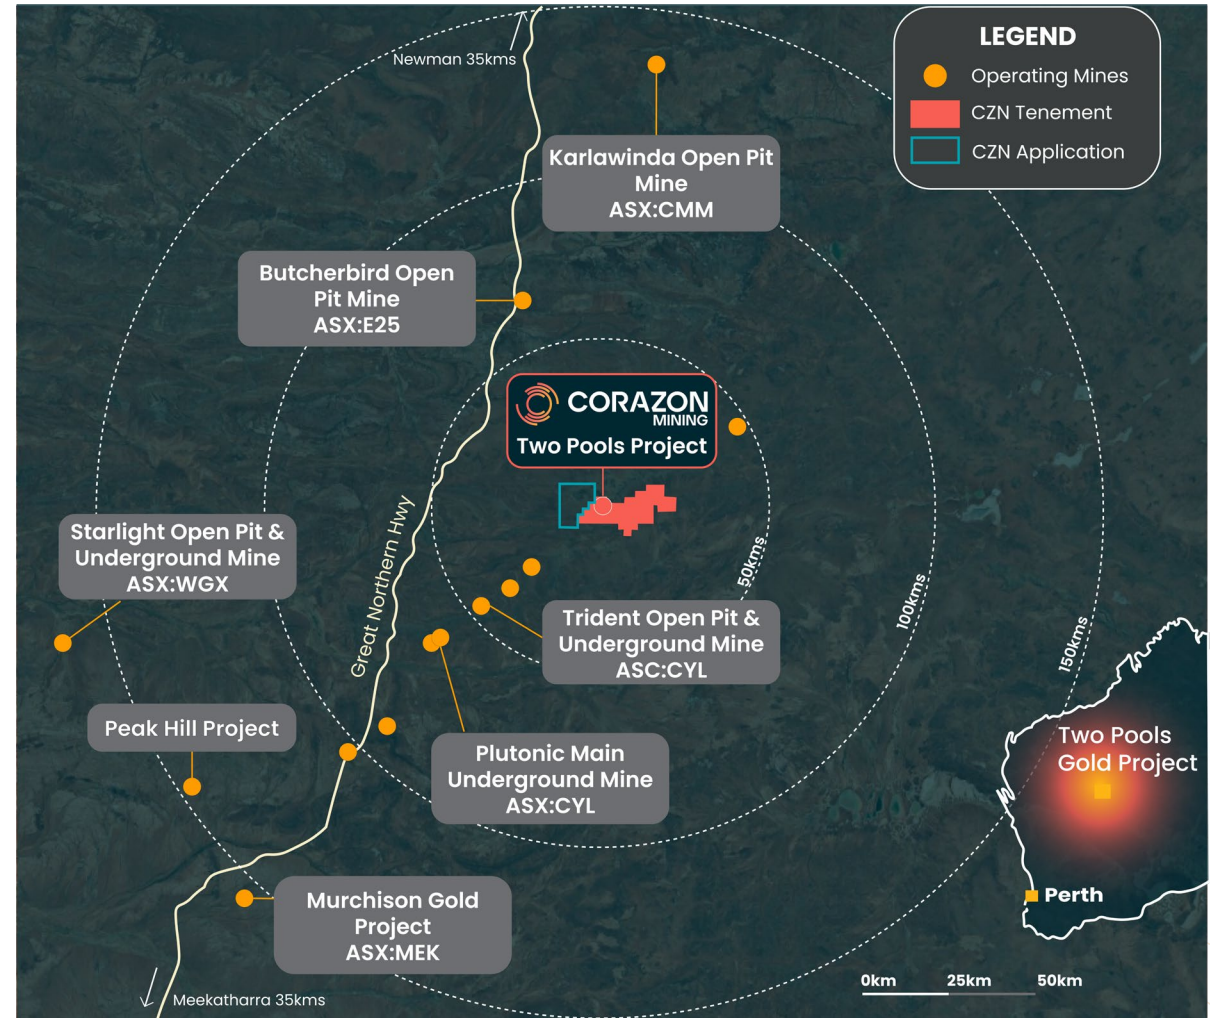 Newman 35kms
LEGEND
Operating Mines
CZN Tenement
CZN Application
Karlawinda Open Pit
Mine
ASX:CMM
Butcherbird Open
Pit Mine
ASX:E25
CORAZON
MINING
Two Pools Project
Great Northern Hwy
Starlight Open Pit &
Underground Mine
ASX:WGX
50kms
100kms
150kms
Trident Open Pit &
Underground Mine
ASC:CYL
Peak Hill Project
Plutonic Main
Underground Mine
ASX:CYL
Two Pools
Gold Project
Perth
Murchison Gold
Project
ASX:MEK
Meekatharra 35kms
0km 25km 50km